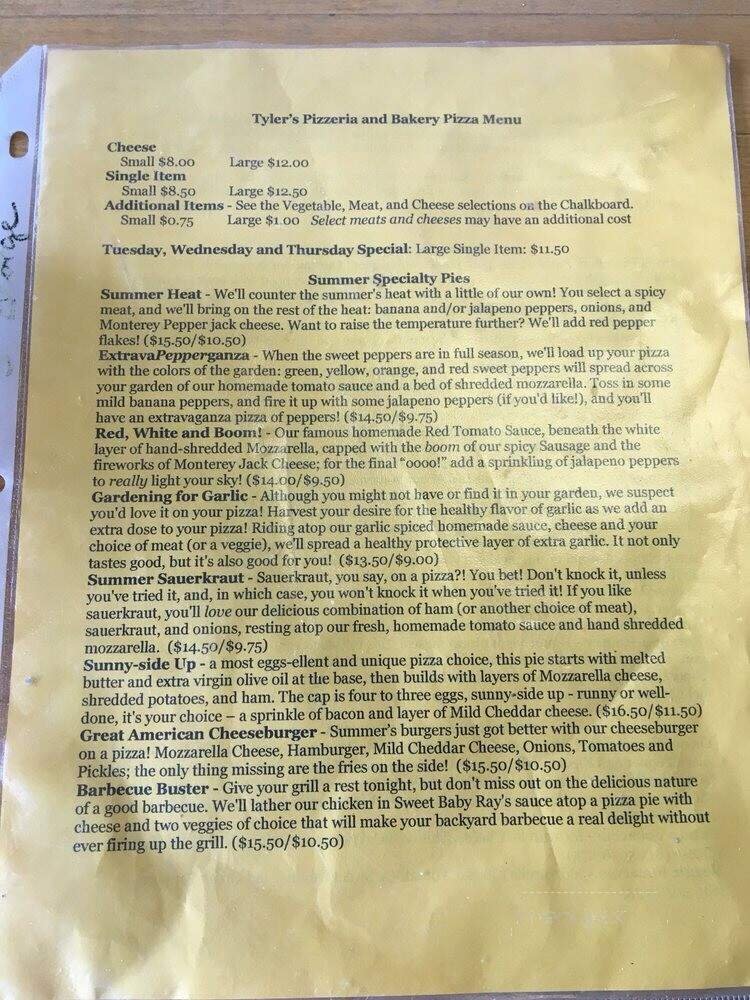 Tyler's Pizzeria and Bakery Pizza Menu
Cheese
Small $8.00 Large $12.00
Single Item
Small $8.50 Large $12.50
Additional Items - See the Vegetable, Meat, and Cheese selections on the Chalkboard.
Small $0.75 Large $1.00 Select meats and cheeses may have an additional cost
Tuesday, Wednesday and Thursday Special: Large Single Item: $11.50
Summer Specialty Pies
Summer Heat - We'll counter the summer's heat with a little of our own! You select a spicy
meat, and we'll bring on the rest of the heat: banana and/or jalapeno peppers, onions, and
Monterey Pepper jack cheese. Want to raise the temperature further? We'll add red pepper
flakes! ($15.50/$10.50)
ExtravaPepperganza - When the sweet peppers are in full season, we'll load up your pizza
with the colors of the garden: green, yellow, orange, and red sweet peppers will spread across
your garden of our homemade tomato sauce and a bed of shredded mozzarella. Toss in some
mild banana peppers, and fire it up with some jalapeno peppers (if you'd like!), and you'll
have an extravaganza pizza of peppers! ($14.50/$9.75)
Red, White and Boom! - Our famous homemade Red Tomato Sauce, beneath the white
layer of hand-shredded Mozzarella, capped with the boom of our spicy Sausage and the
fireworks of Monterey Jack Cheese; for the final "oooo!" add a sprinkling of jalapeno peppers
to really light your sky! ($14.00/$9.50)
Gardening for Garlic - Although you might not have or find it in your garden, we suspect
you'd love it on your pizza! Harvest your desire for the healthy flavor of garlic as we add an
extra dose to your pizza! Riding atop our garlic spiced homemade sauce, cheese and your
choice of meat (or a veggie), we'll spread a healthy protective layer of extra garlic. It not only
tastes good, but it's also good for you! ($13.50/$9.00)
Summer Sauerkraut - Sauerkraut, you say, on a pizza?! You bet! Don't knock it, unless
you've tried it, and, in which case, you won't knock it when you've tried it! If you like
sauerkraut, you'll love our delicious combination of ham (or another choice of meat),
sauerkraut, and onions, resting atop our fresh, homemade tomato sauce and hand shredded
mozzarella. ($14.50/$9.75)
Sunny-side Up - a most eggs-ellent and unique pizza choice, this pie starts with melted
butter and extra virgin olive oil at the base, then builds with layers of Mozzarella cheese,
shredded potatoes, and ham. The cap is four to three eggs, sunny-side up - runny or well-
done, it's your choice – a sprinkle of bacon and layer of Mild Cheddar cheese. ($16.50/$11.50)
Great American Cheeseburger - Summer's burgers just got better with our cheeseburger
on a pizza! Mozzarella Cheese, Hamburger, Mild Cheddar Cheese, Onions, Tomatoes and
Pickles; the only thing missing are the fries on the side! ($15.50/$10.50)
Barbecue Buster - Give your grill a rest tonight, but don't miss out on the delicious nature
of a good barbecue. We'll lather our chicken in Sweet Baby Ray's sauce atop a pizza pie with
cheese and two veggies of choice that will make your backyard barbecue a real delight without
ever firing up the grill. ($15.50/$10.50)